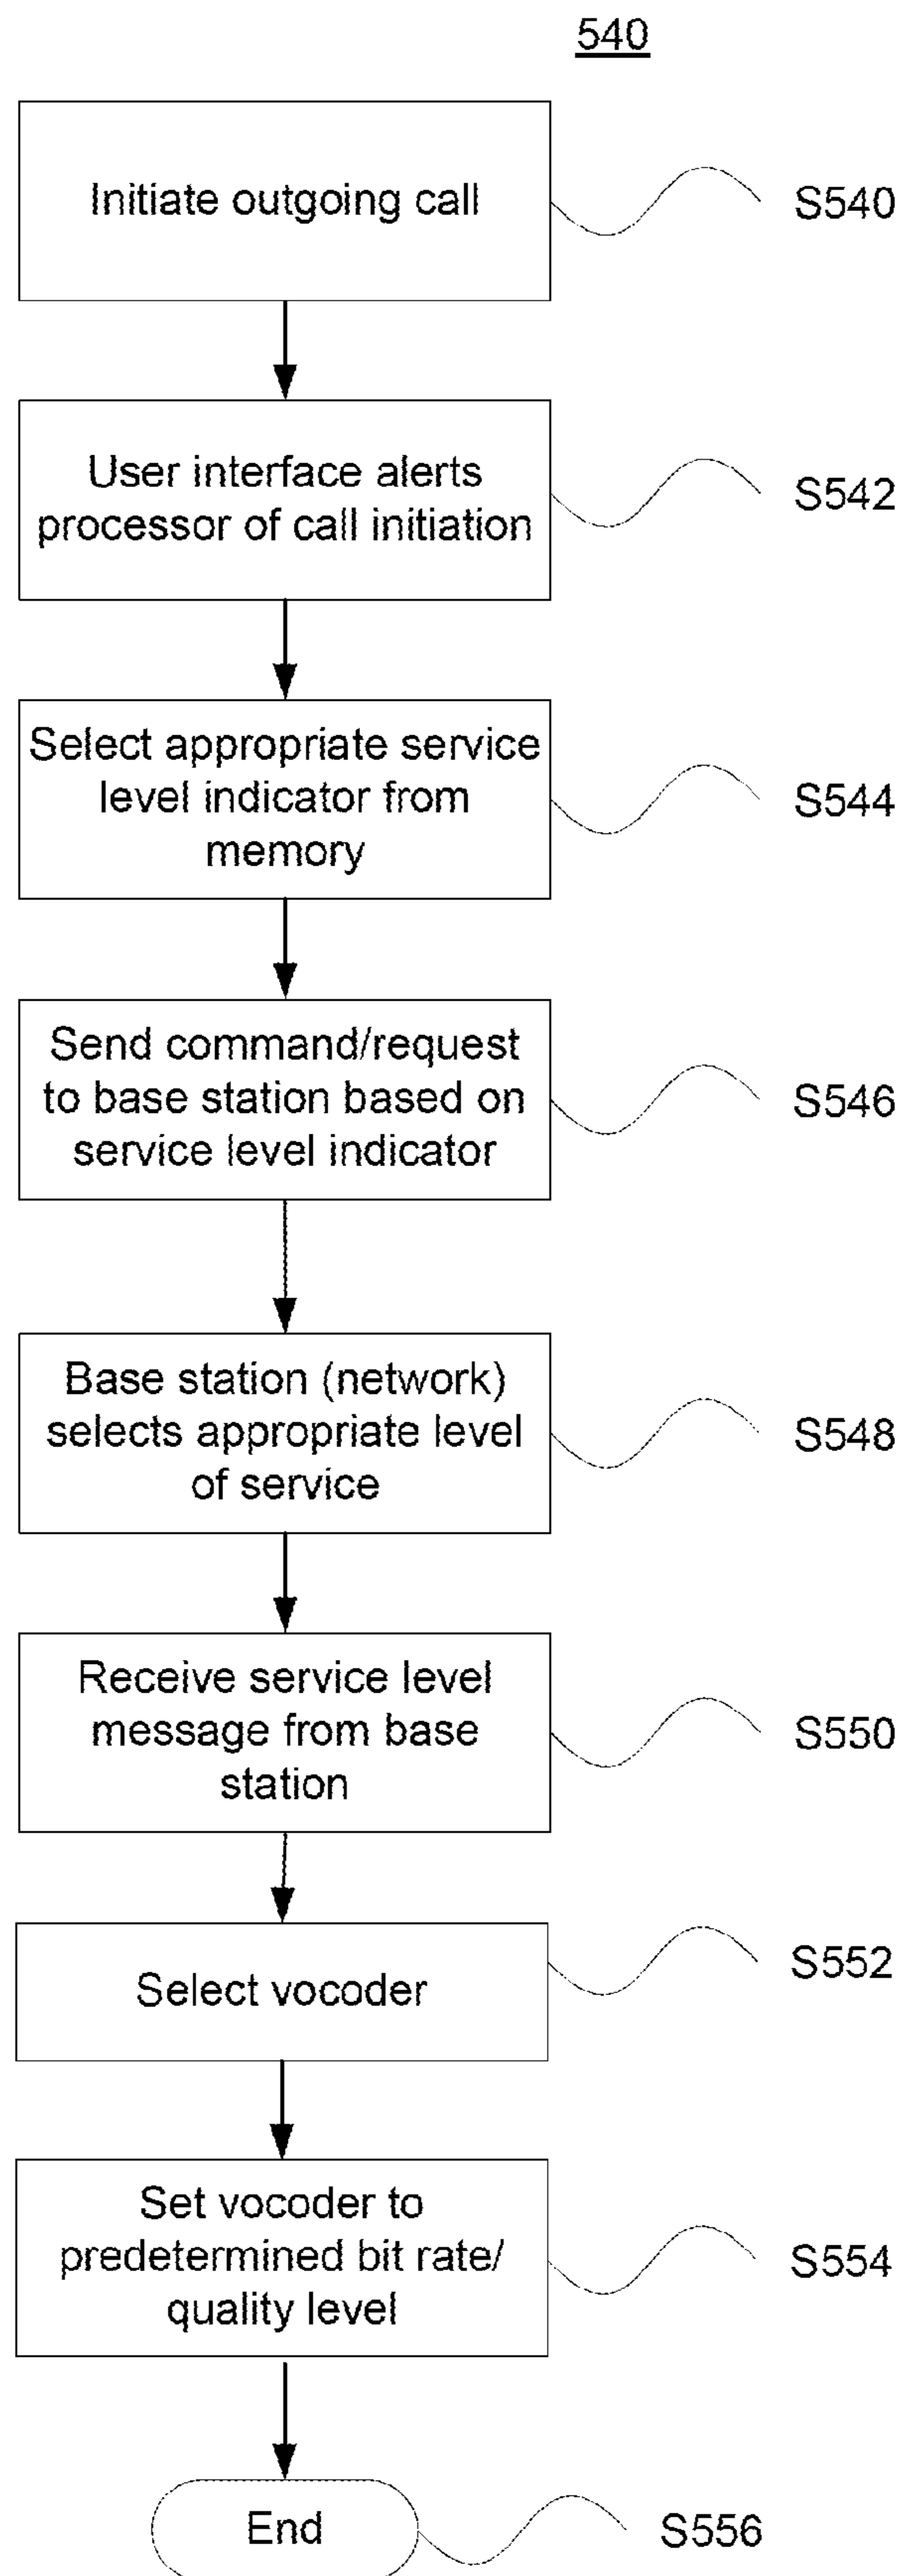 540
Initiate outgoing call
S540
User interface alerts
processor of call initiation
S542
Select appropriate service
level indicator from
memory
S544
Send command/request
to base station based on
service level indicator
S546
Base station (network)
selects appropriate level
of service
S548
Receive service level
message from base
station
S550
Select vocoder
S552
Set vocoder to
predetermined bit rate/
quality level
S554
End
S556